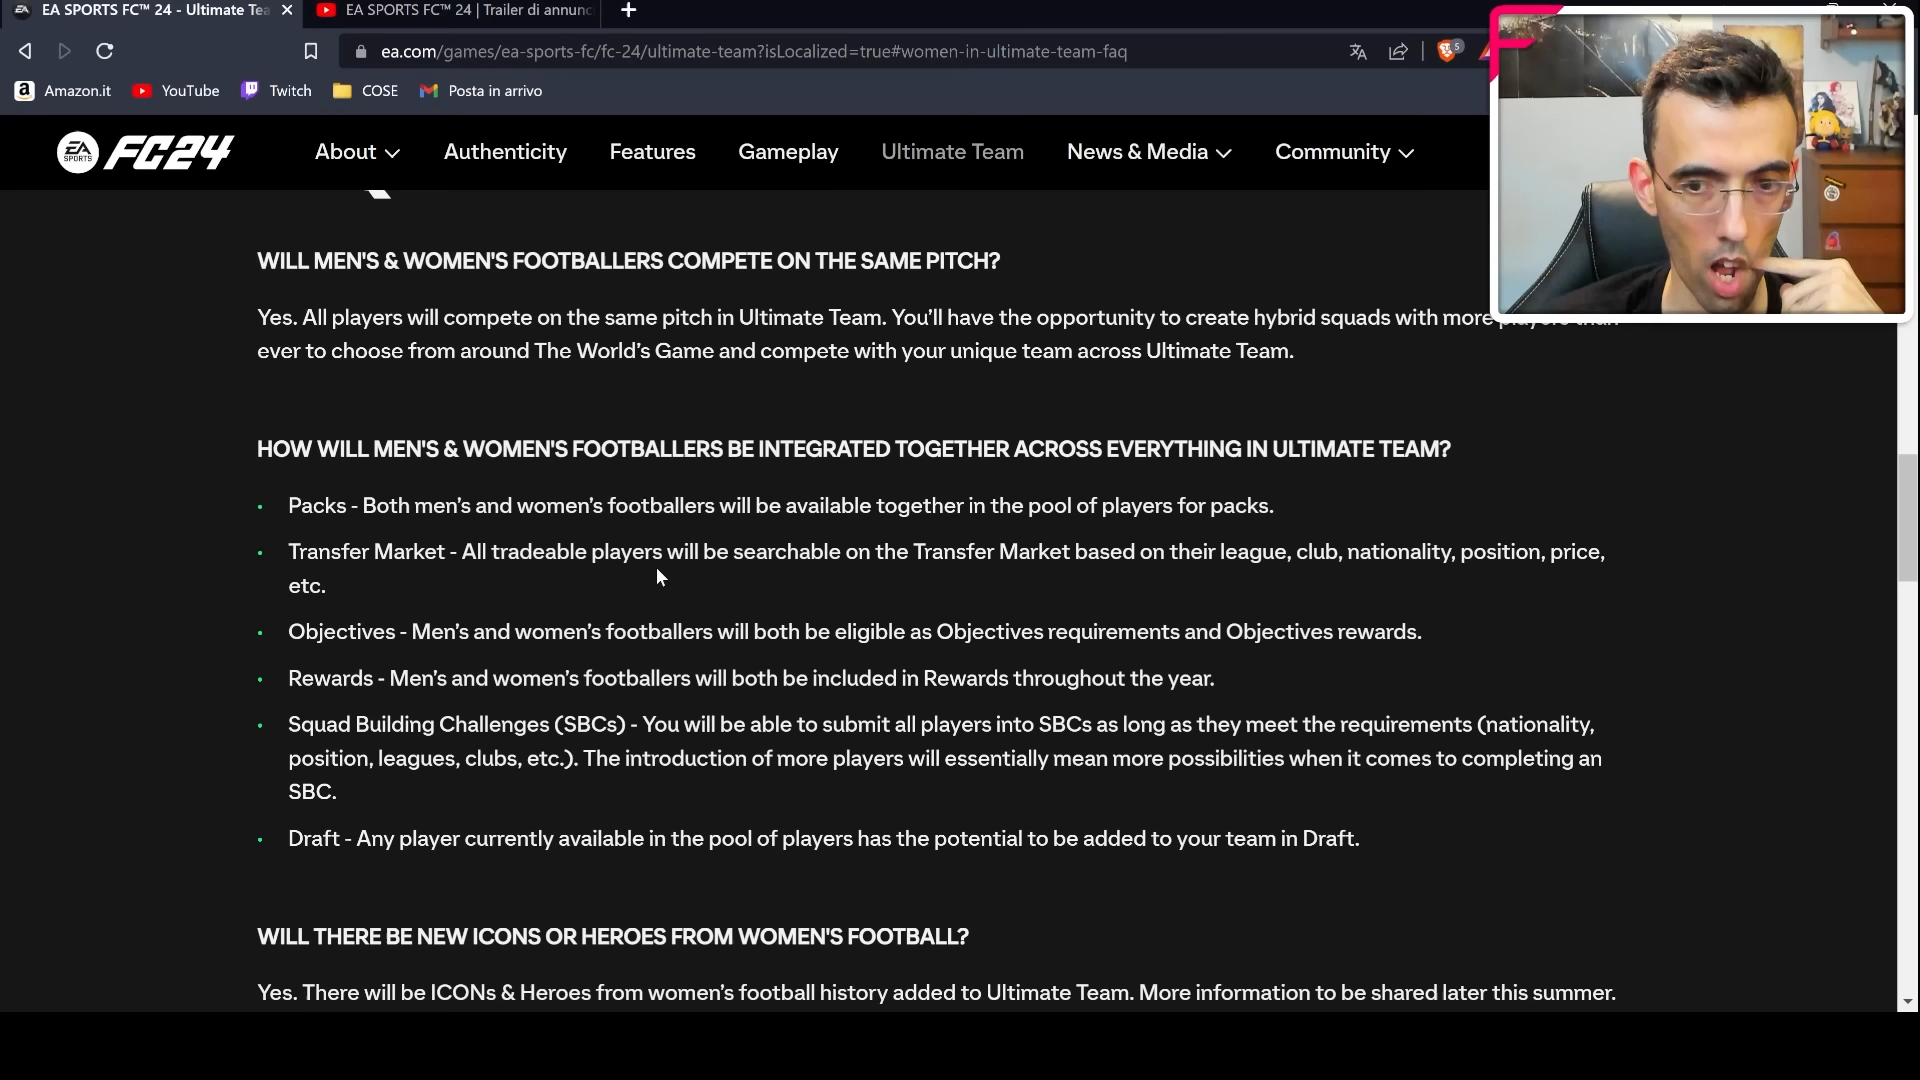 EA SPORTS FC™ 24 - Ultimate Tea
EA SPORTS FC™ 24 | Trailer di annunc
ea.com/games/ea-sports-fc/fc-24/ultimate-team?isLocalized=true#women-in-ultimate-team-faq
5
Amazon.it YouTube Twitch COSE Posta in arrivo
EA SPORTS FC24 About Authenticity Features Gameplay Ultimate Team News & Media Community
WILL MEN'S & WOMEN'S FOOTBALLERS COMPETE ON THE SAME PITCH?
Yes. All players will compete on the same pitch in Ultimate Team. You’ll have the opportunity to create hybrid squads with more players than
ever to choose from around The World’s Game and compete with your unique team across Ultimate Team.
HOW WILL MEN'S & WOMEN'S FOOTBALLERS BE INTEGRATED TOGETHER ACROSS EVERYTHING IN ULTIMATE TEAM?
• Packs - Both men’s and women’s footballers will be available together in the pool of players for packs.
• Transfer Market - All tradeable players will be searchable on the Transfer Market based on their league, club, nationality, position, price,
etc.
• Objectives - Men’s and women’s footballers will both be eligible as Objectives requirements and Objectives rewards.
• Rewards - Men’s and women’s footballers will both be included in Rewards throughout the year.
• Squad Building Challenges (SBCs) - You will be able to submit all players into SBCs as long as they meet the requirements (nationality,
position, leagues, clubs, etc.). The introduction of more players will essentially mean more possibilities when it comes to completing an
SBC.
• Draft - Any player currently available in the pool of players has the potential to be added to your team in Draft.
WILL THERE BE NEW ICONS OR HEROES FROM WOMEN'S FOOTBALL?
Yes. There will be ICONs & Heroes from women’s football history added to Ultimate Team. More information to be shared later this summer.